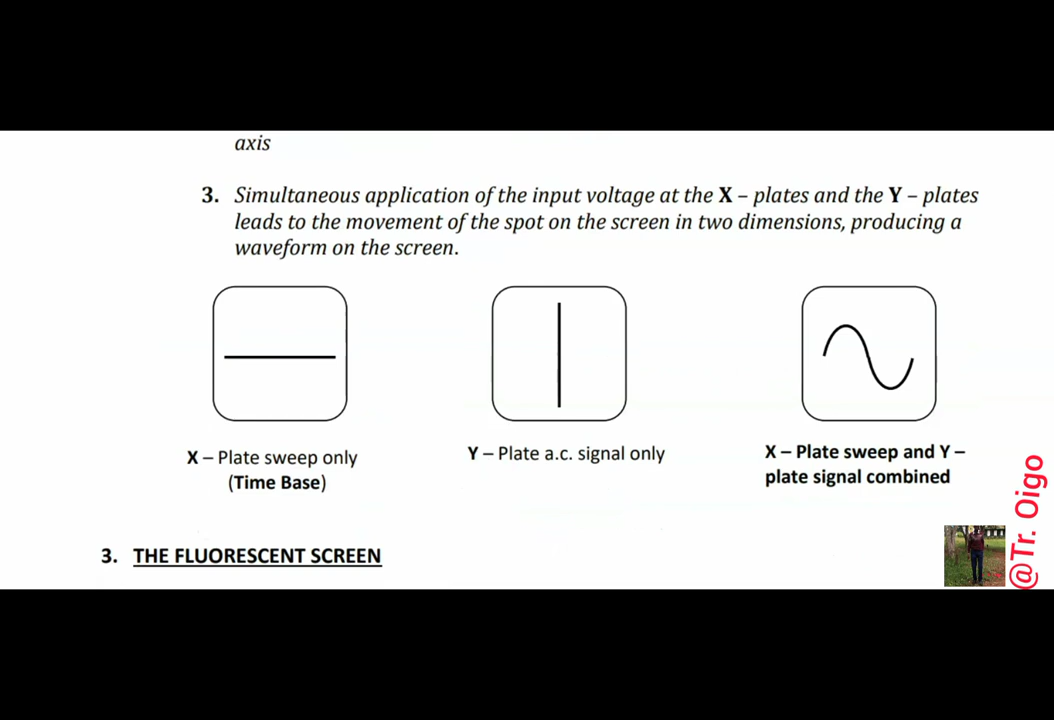 axis
3. Simultaneous application of the input voltage at the X – plates and the Y – plates
leads to the movement of the spot on the screen in two dimensions, producing a
waveform on the screen.
X – Plate sweep only
(Time Base)
Y – Plate a.c. signal only
X – Plate sweep and Y –
plate signal combined
3. THE FLUORESCENT SCREEN
@Tr. Oigo